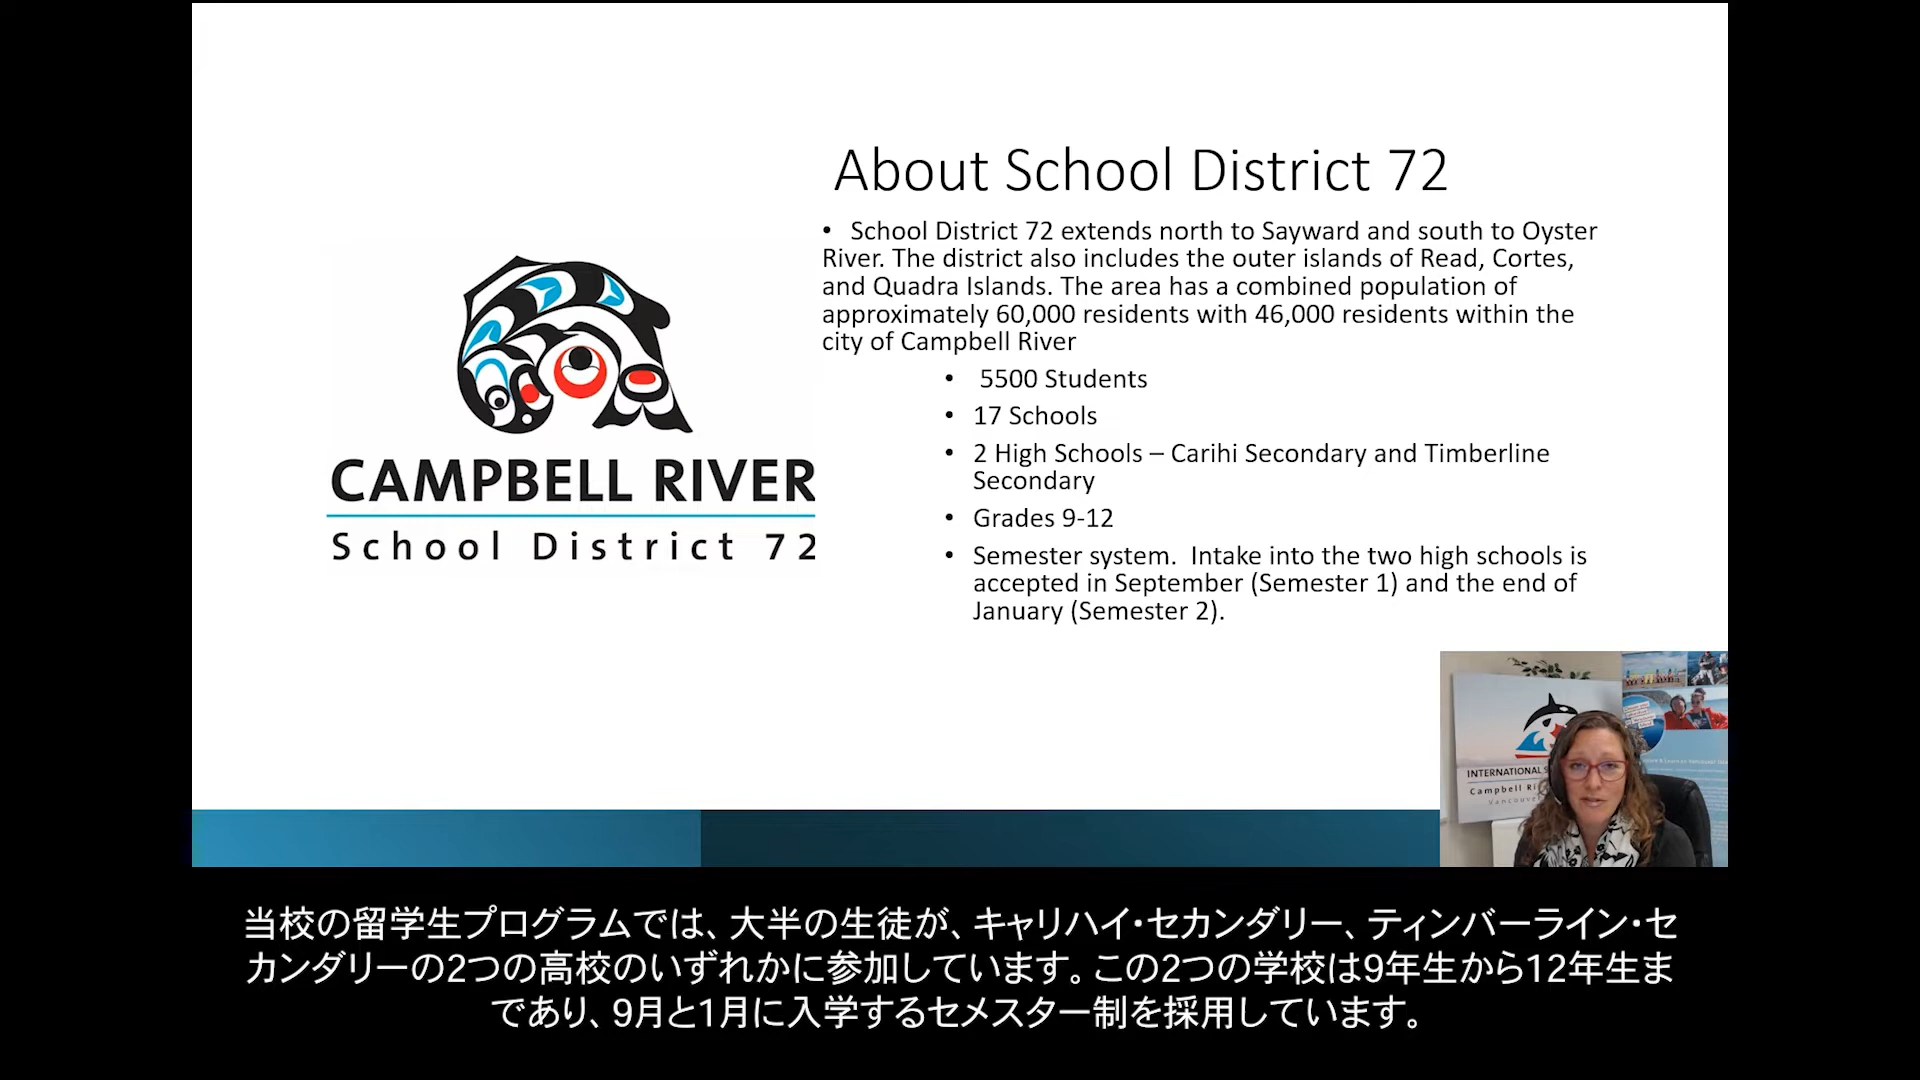 About School District 72
• School District 72 extends north to Sayward and south to Oyster
River. The district also includes the outer islands of Read, Cortes,
and Quadra Islands. The area has a combined population of
approximately 60,000 residents with 46,000 residents within the
city of Campbell River
• 5500 Students
• 17 Schools
• 2 High Schools – Carihi Secondary and Timberline
Secondary
• Grades 9-12
• Semester system.  Intake into the two high schools is
accepted in September (Semester 1) and the end of
January (Semester 2).
CAMPBELL RIVER
School District 72
INTERNATIONAL
Campbell
当校の留学生プログラムでは、大半の生徒が、キャリハイ・セカンダリー、ティンバーライン・セ
カンダリーの2つの高校のいずれかに参加しています。この2つの学校は9年生から12年生ま
であり、9月と1月に入学するセメスター制を採用しています。